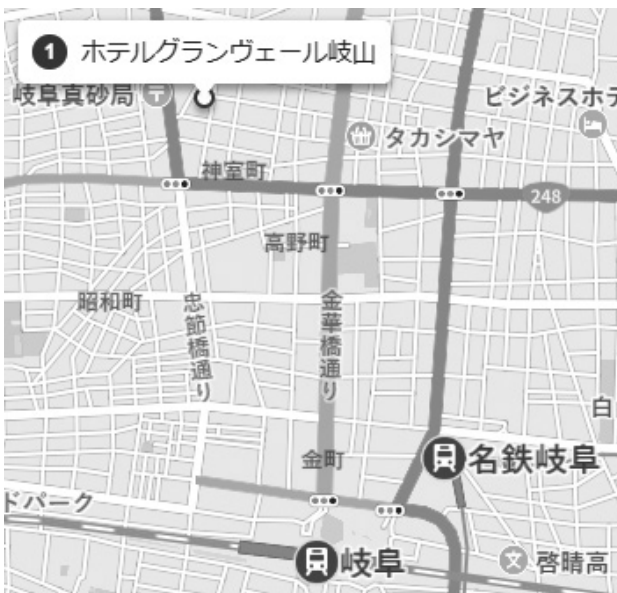 1 ホテルグランヴェール岐山
岐阜真砂局
ビジネスホテ
タカシマヤ
神室町
248
高野町
昭和町
忠節橋通り
金華橋通り
白
金町
名鉄岐阜
ドパーク
岐阜
啓晴高